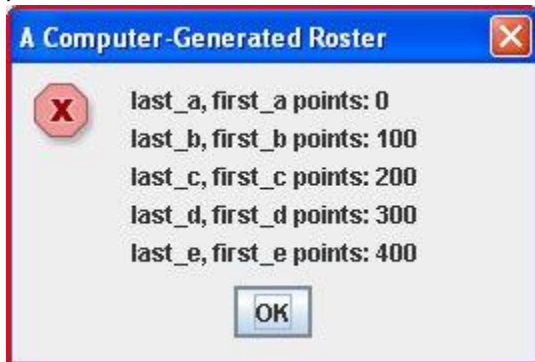 A Computer-Generated Roster
last_a, first_a points: 0
last_b, first_b points: 100
last_c, first_c points: 200
last_d, first_d points: 300
last_e, first_e points: 400
OK